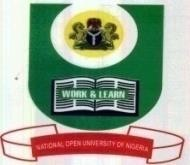 WORK & LEARN
NATIONAL OPEN UNIVERSITY OF NIGERIA